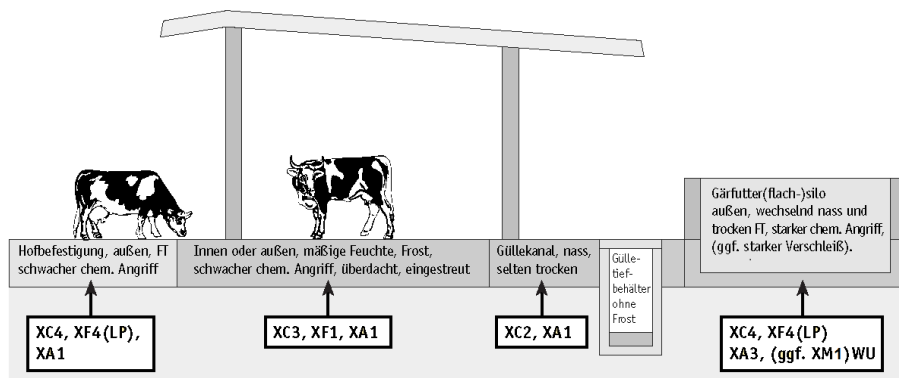 Hofbefestigung, außen, FT
schwacher chem. Angriff
Innen oder außen, mäßige Feuchte, Frost,
schwacher chem. Angriff, überdacht, eingestreut
Güllekanal, nass,
selten trocken
Gülle-
tief-
behälter
ohne
Frost
Gärfutter(flach-)silo
außen, wechselnd nass und
trocken FT, starker chem. Angriff,
(ggf. starker Verschleiß).
XC4, XF4(LP),
XA1
XC3, XF1, XA1
XC2, XA1
XC4, XF4(LP)
XA3, (ggf. XM1)WU